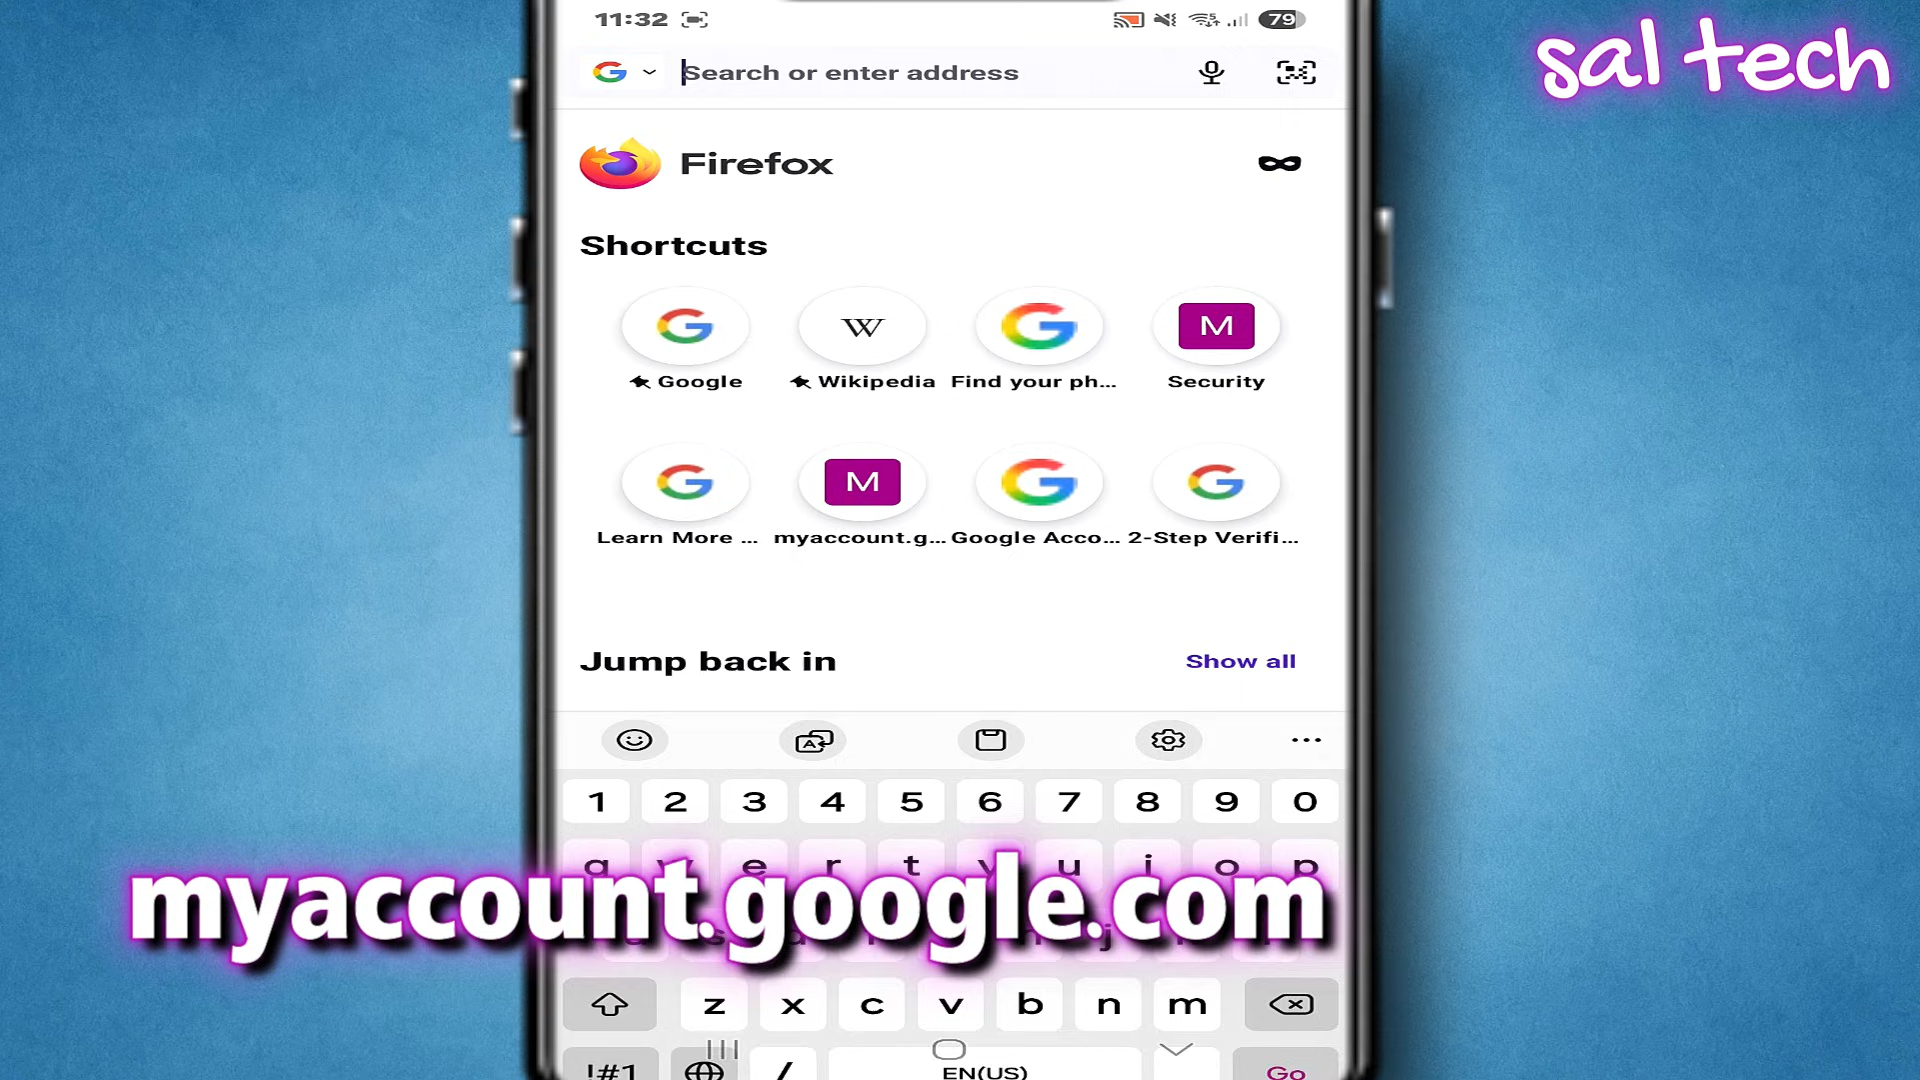 11:32
79
sal tech
G
Search or enter address
Firefox
Shortcuts
W
M
Google
Wikipedia
Find your ph...
Security
M
Learn More ...
myaccount.g...
Google Acco...
2-Step Verifi...
Jump back in
Show all
1 2 3 4 5 6 7 8 9 0
q w e r t y u i o p
myaccount.google.com
z x c v b n m
!#1
/
EN(US)
Go